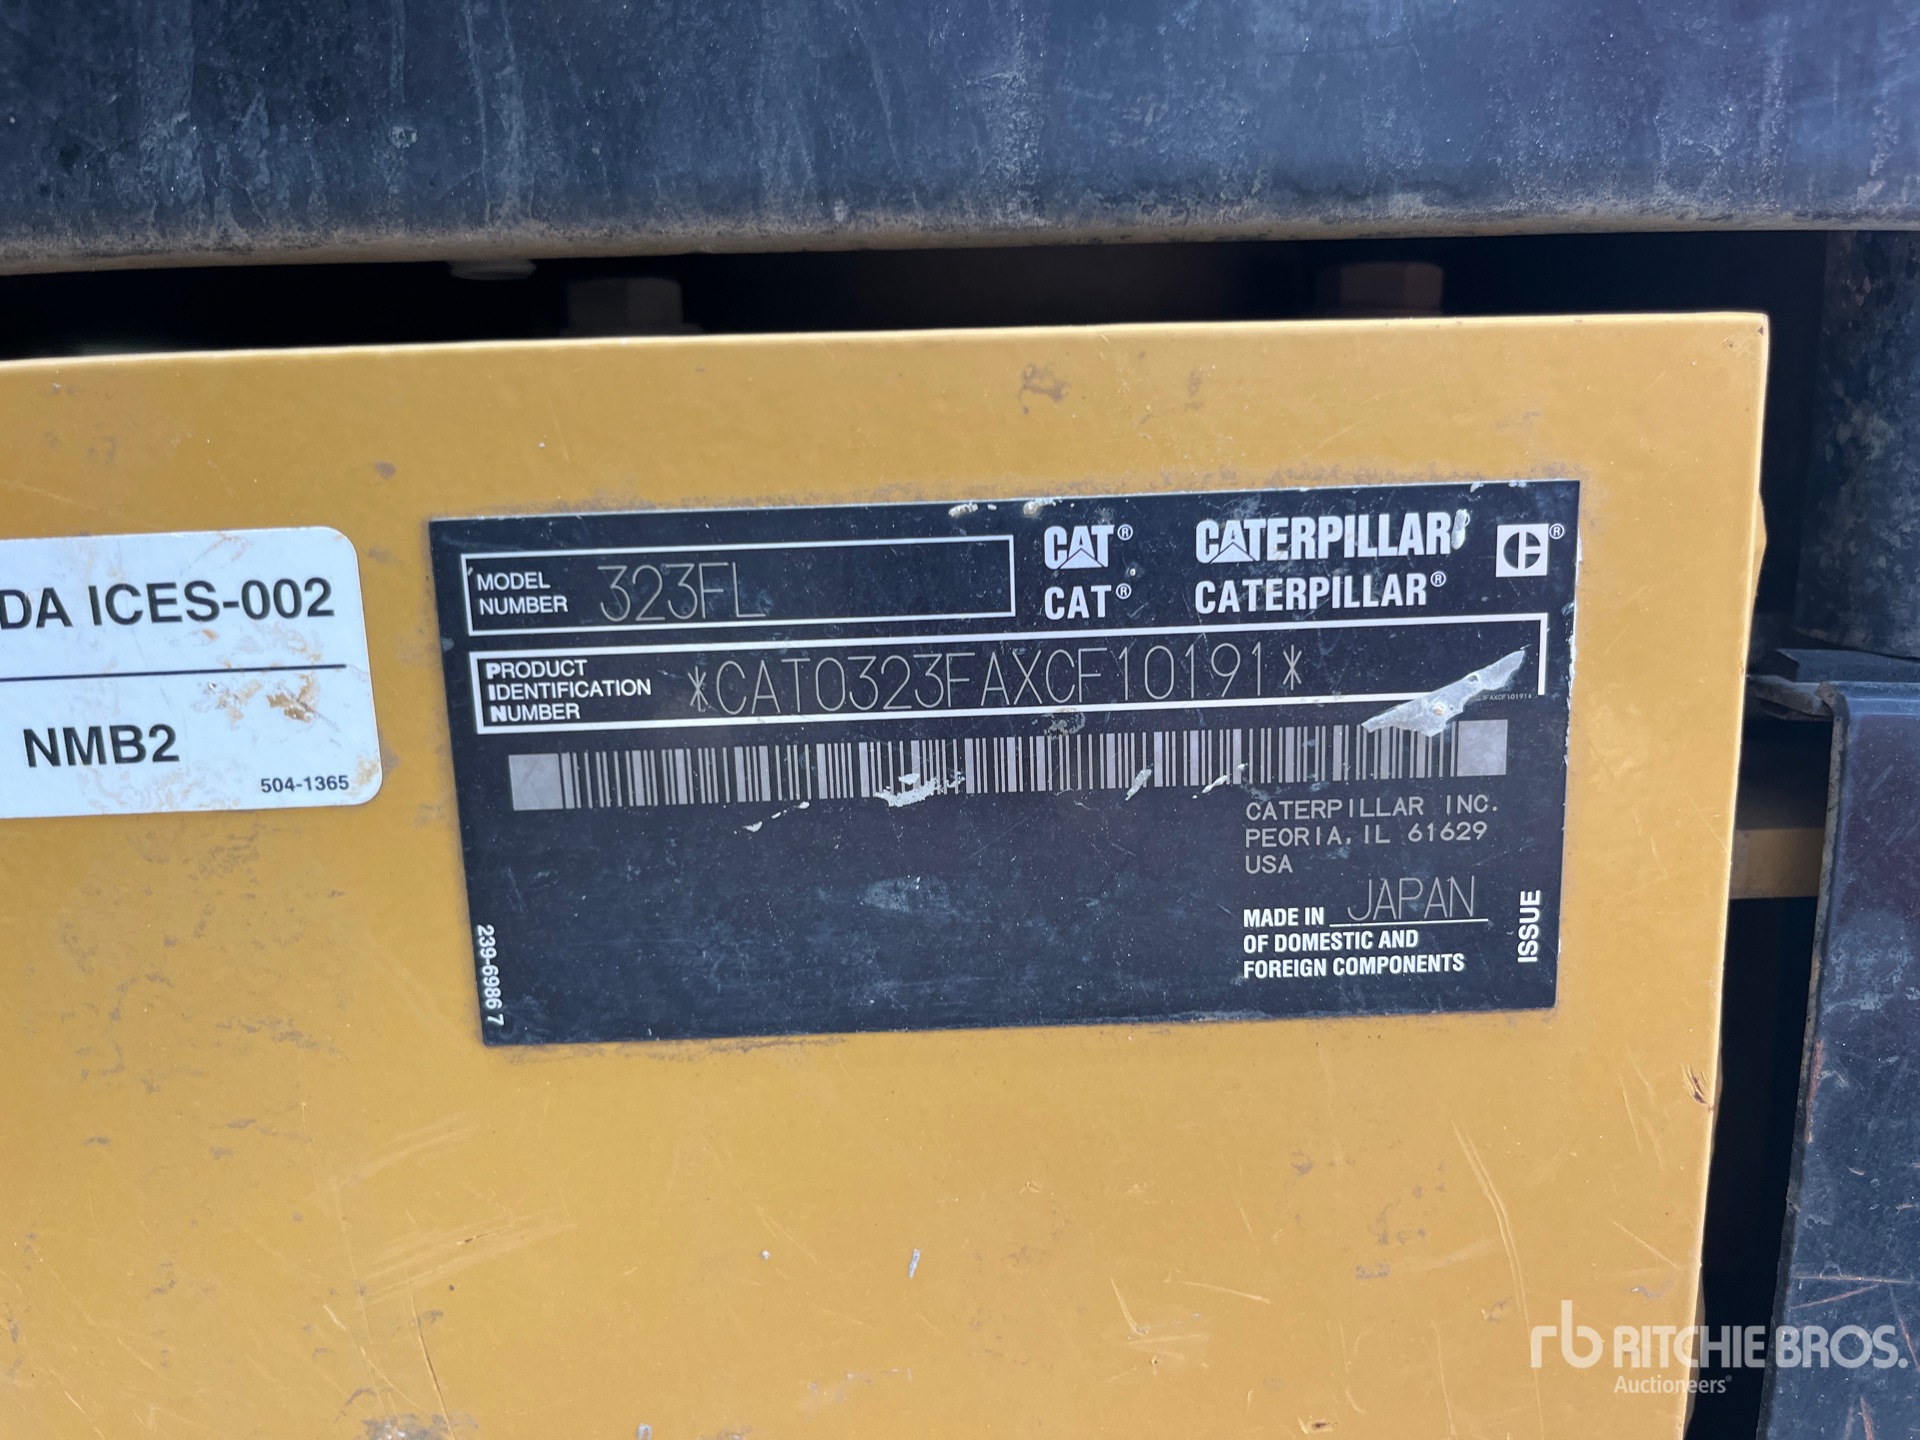 DA ICES-002
NMB2
504-1365
MODEL NUMBER 323FL
CAT® CATERPILLAR®
CAT® CATERPILLAR®
PRODUCT IDENTIFICATION NUMBER *CAT0323FAXCF10191*
CATERPILLAR INC.
PEORIA, IL 61629
USA
MADE IN JAPAN
OF DOMESTIC AND
FOREIGN COMPONENTS
ISSUE
239-6986 7
rb RITCHIE BROS.
Auctioneers®